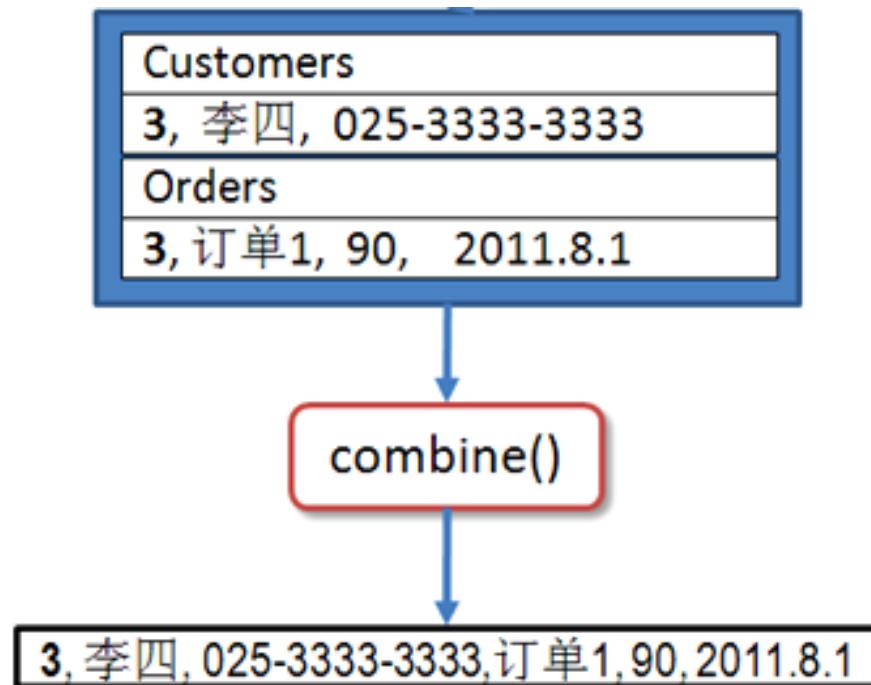 Customers
3, 李四, 025-3333-3333
Orders
3, 订单1, 90, 2011.8.1
combine()
3, 李四, 025-3333-3333,订单1,90,2011.8.1